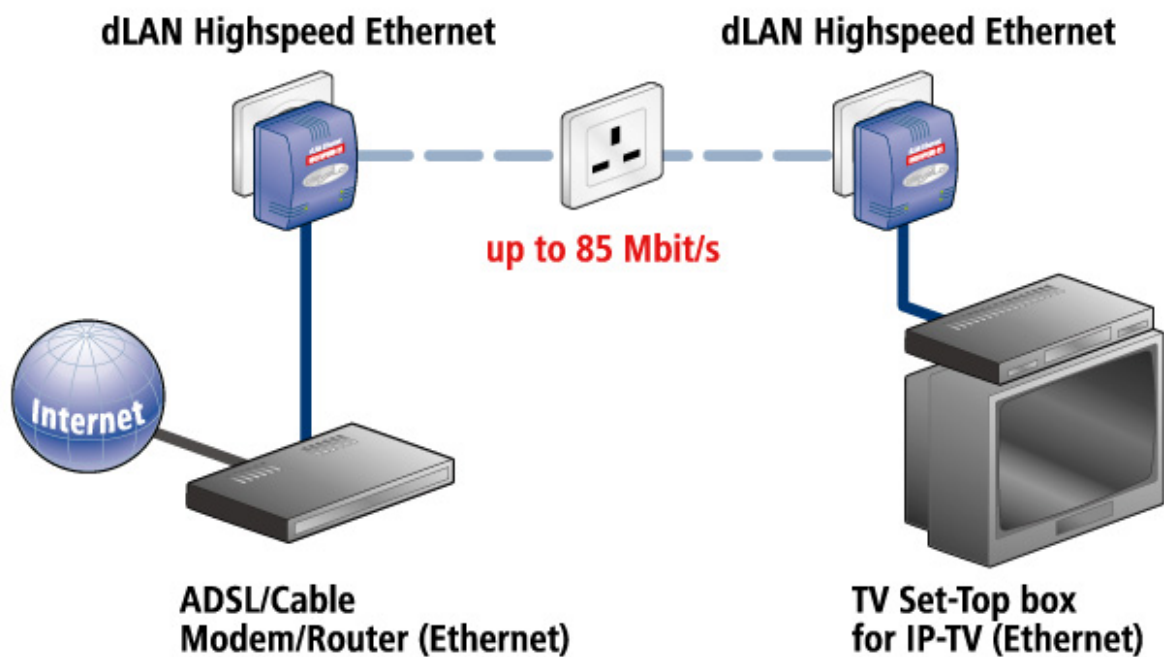 dLAN Highspeed Ethernet
dLAN Highspeed Ethernet
up to 85 Mbit/s
Internet
ADSL/Cable
Modem/Router (Ethernet)
TV Set-Top box
for IP-TV (Ethernet)